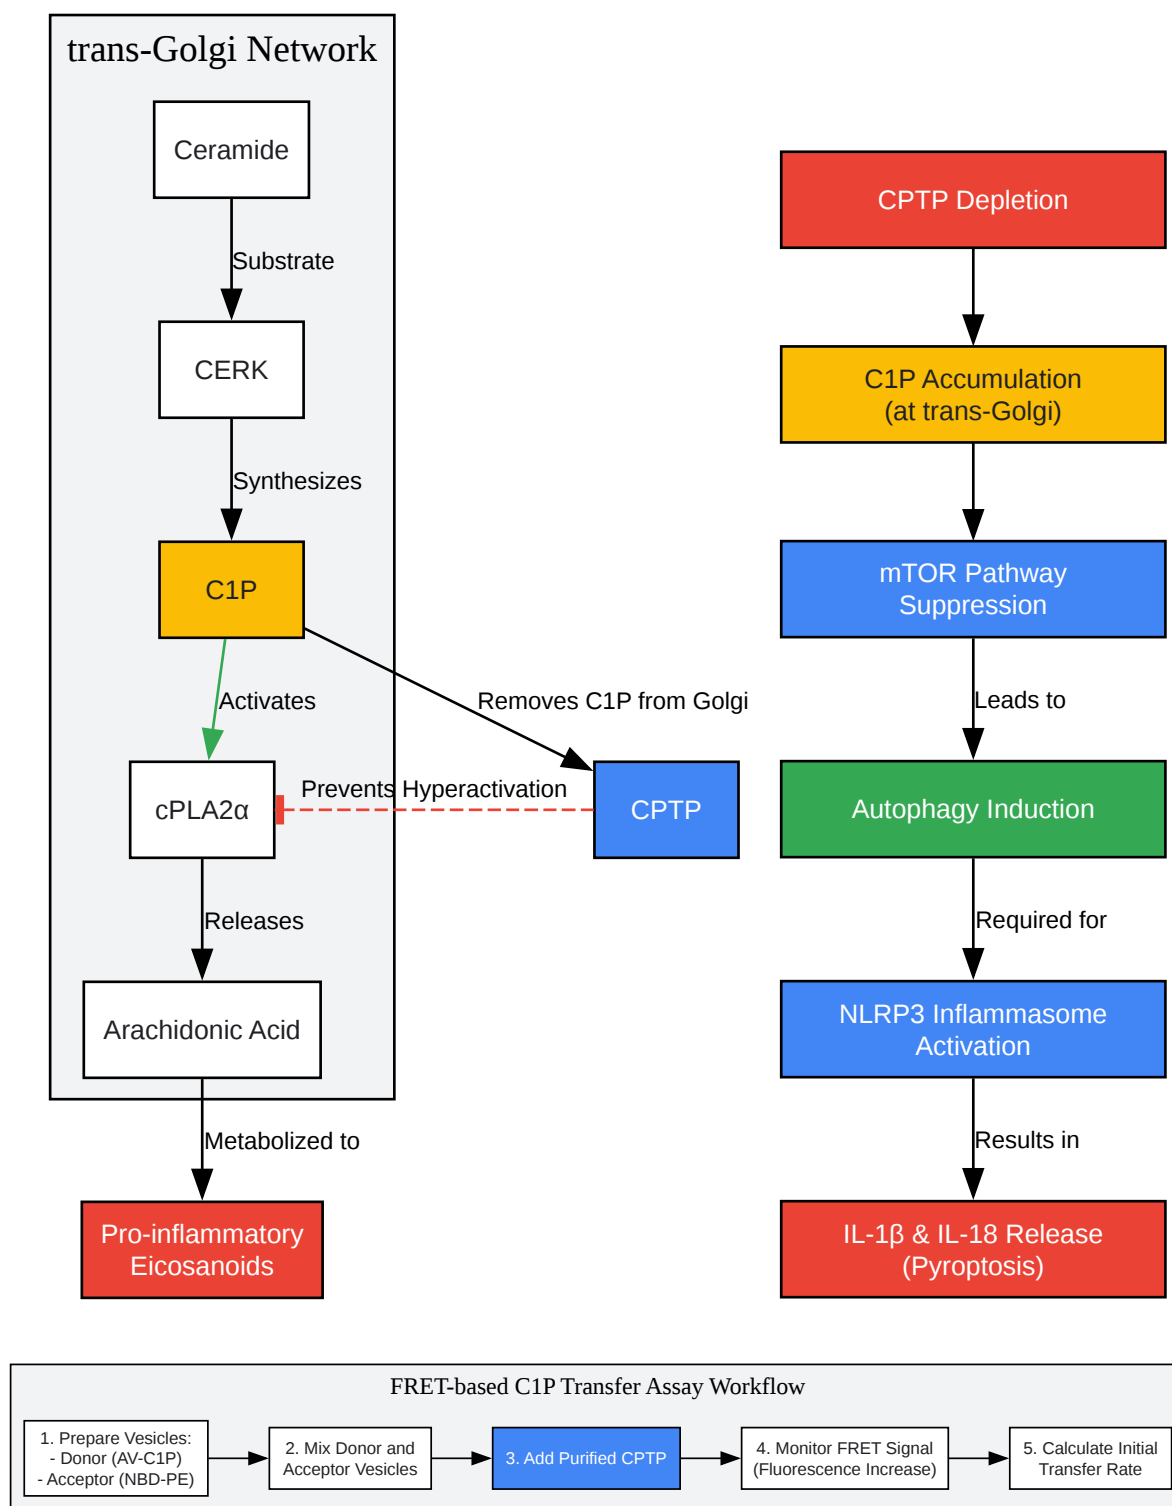 trans-Golgi Network
Ceramide
Substrate
CERK
Synthesizes
C1P
Activates
Removes C1P from Golgi
cPLA2α
Prevents Hyperactivation
CPTP
Releases
Arachidonic Acid
Metabolized to
Pro-inflammatory
Eicosanoids
CPTP Depletion
C1P Accumulation
(at trans-Golgi)
mTOR Pathway
Suppression
Leads to
Autophagy Induction
Required for
NLRP3 Inflammasome
Activation
Results in
IL-1β & IL-18 Release
(Pyroptosis)
FRET-based C1P Transfer Assay Workflow
1. Prepare Vesicles:
- Donor (AV-C1P)
- Acceptor (NBD-PE)
2. Mix Donor and
Acceptor Vesicles
3. Add Purified CPTP
4. Monitor FRET Signal
(Fluorescence Increase)
5. Calculate Initial
Transfer Rate